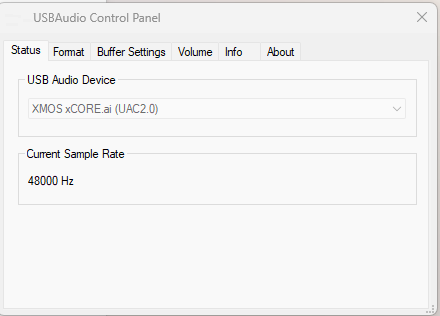 USBAudio Control Panel
Status Format Buffer Settings Volume Info About
USB Audio Device
XMOS xCORE.ai (UAC2.0)
Current Sample Rate
48000 Hz